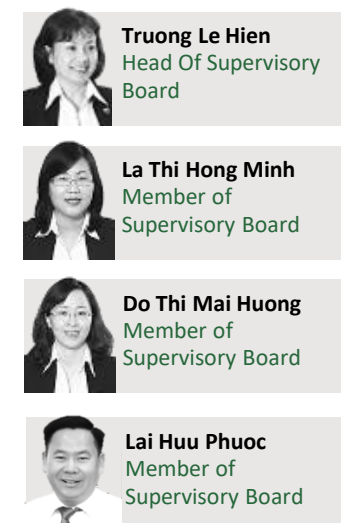 Truong Le Hien
Head Of Supervisory
Board
La Thi Hong Minh
Member of
Supervisory Board
Do Thi Mai Huong
Member of
Supervisory Board
Lai Huu Phuoc
Member of
Supervisory Board